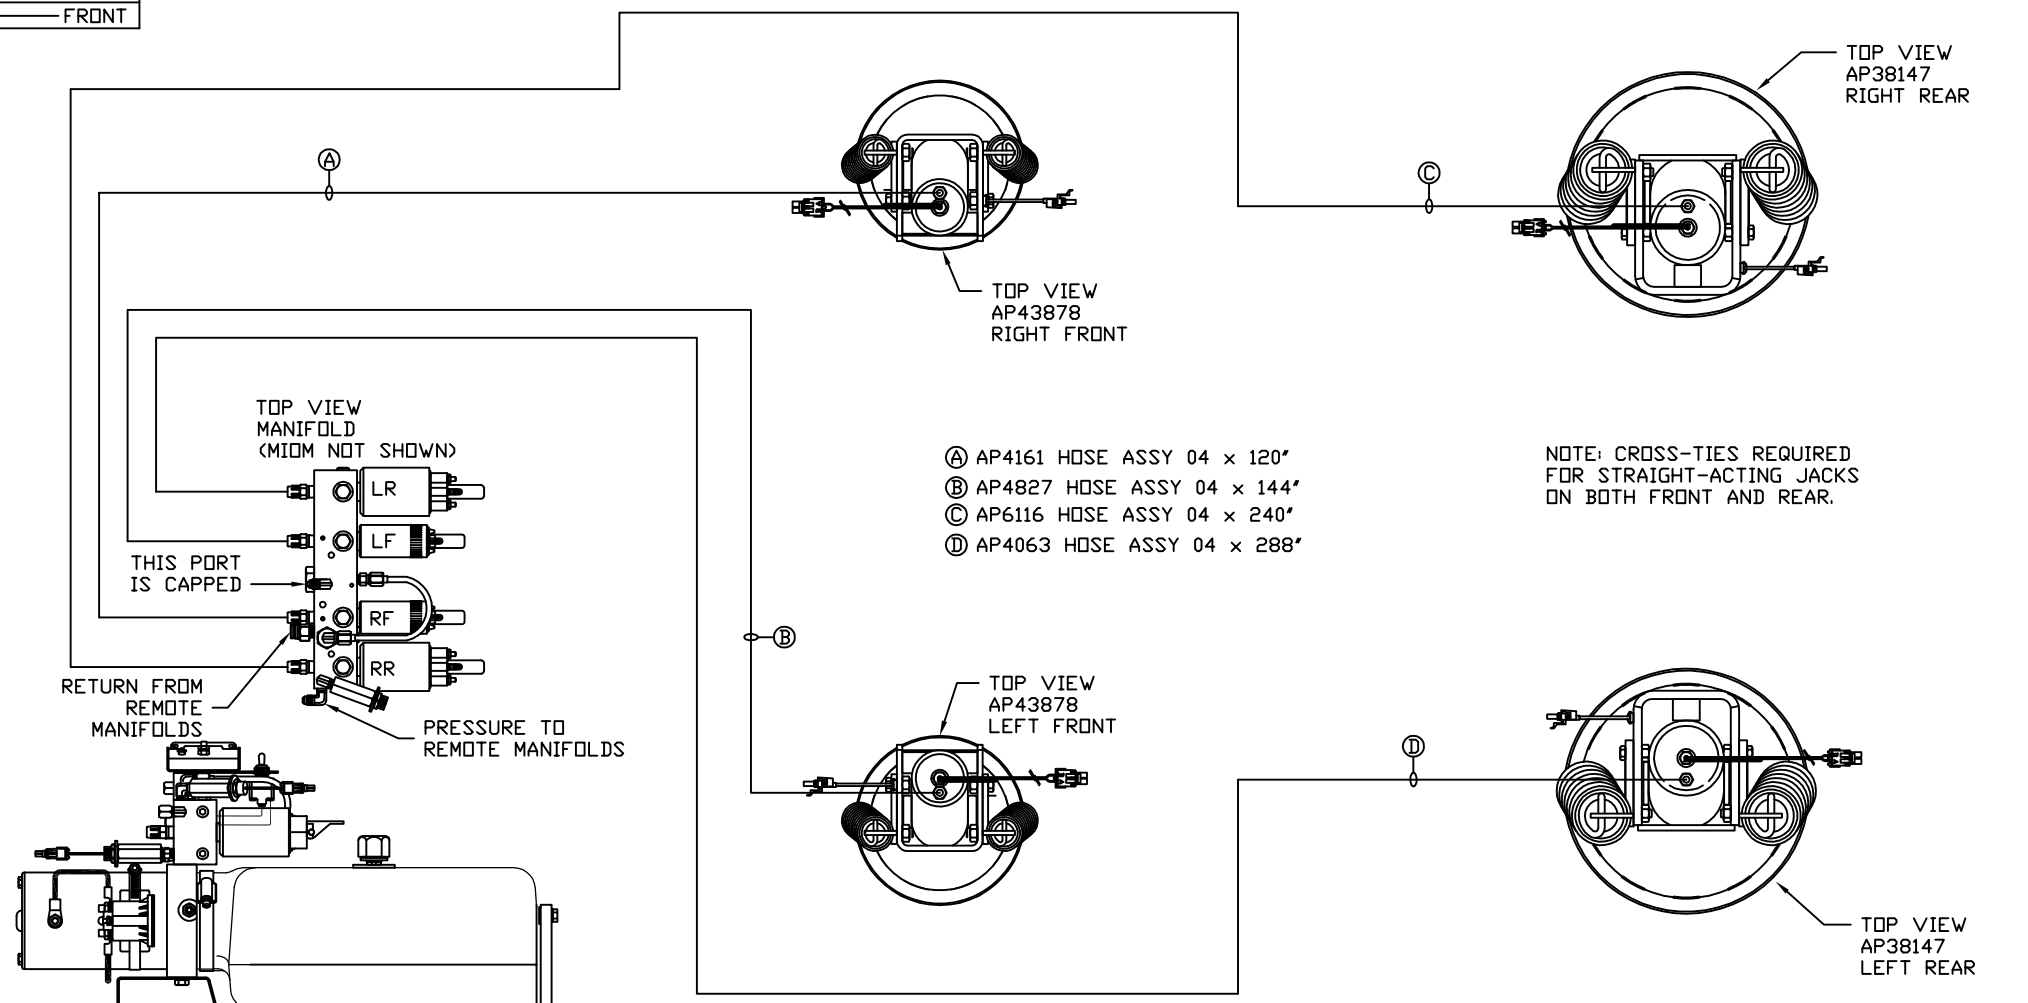 FRONT
TOP VIEW
AP38147
RIGHT REAR
A
C
TOP VIEW
AP43878
RIGHT FRONT
TOP VIEW
MANIFOLD
(MIOM NOT SHOWN)
LR
LF
THIS PORT
IS CAPPED
RF
RR
RETURN FROM
REMOTE
MANIFOLDS
PRESSURE TO
REMOTE MANIFOLDS
A AP4161 HOSE ASSY 04 x 120"
B AP4827 HOSE ASSY 04 x 144"
C AP6116 HOSE ASSY 04 x 240"
D AP4063 HOSE ASSY 04 x 288"
NOTE: CROSS-TIES REQUIRED
FOR STRAIGHT-ACTING JACKS
ON BOTH FRONT AND REAR.
B
TOP VIEW
AP43878
LEFT FRONT
D
TOP VIEW
AP38147
LEFT REAR